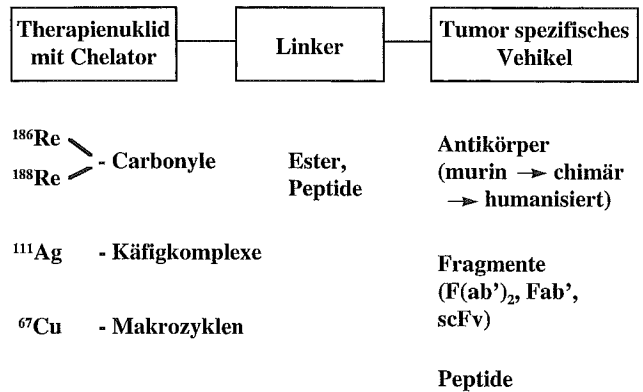 Therapienuklid
mit Chelator
Linker
Tumor spezifisches
Vehikel
¹⁸⁶Re
¹⁸⁸Re
- Carbonyle
Ester,
Peptide
Antikörper
(murin → chimär
→ humanisiert)
¹¹¹Ag - Käfigkomplexe
Fragmente
(F(ab’)₂, Fab’,
scFv)
⁶⁷Cu - Makrozyklen
Peptide